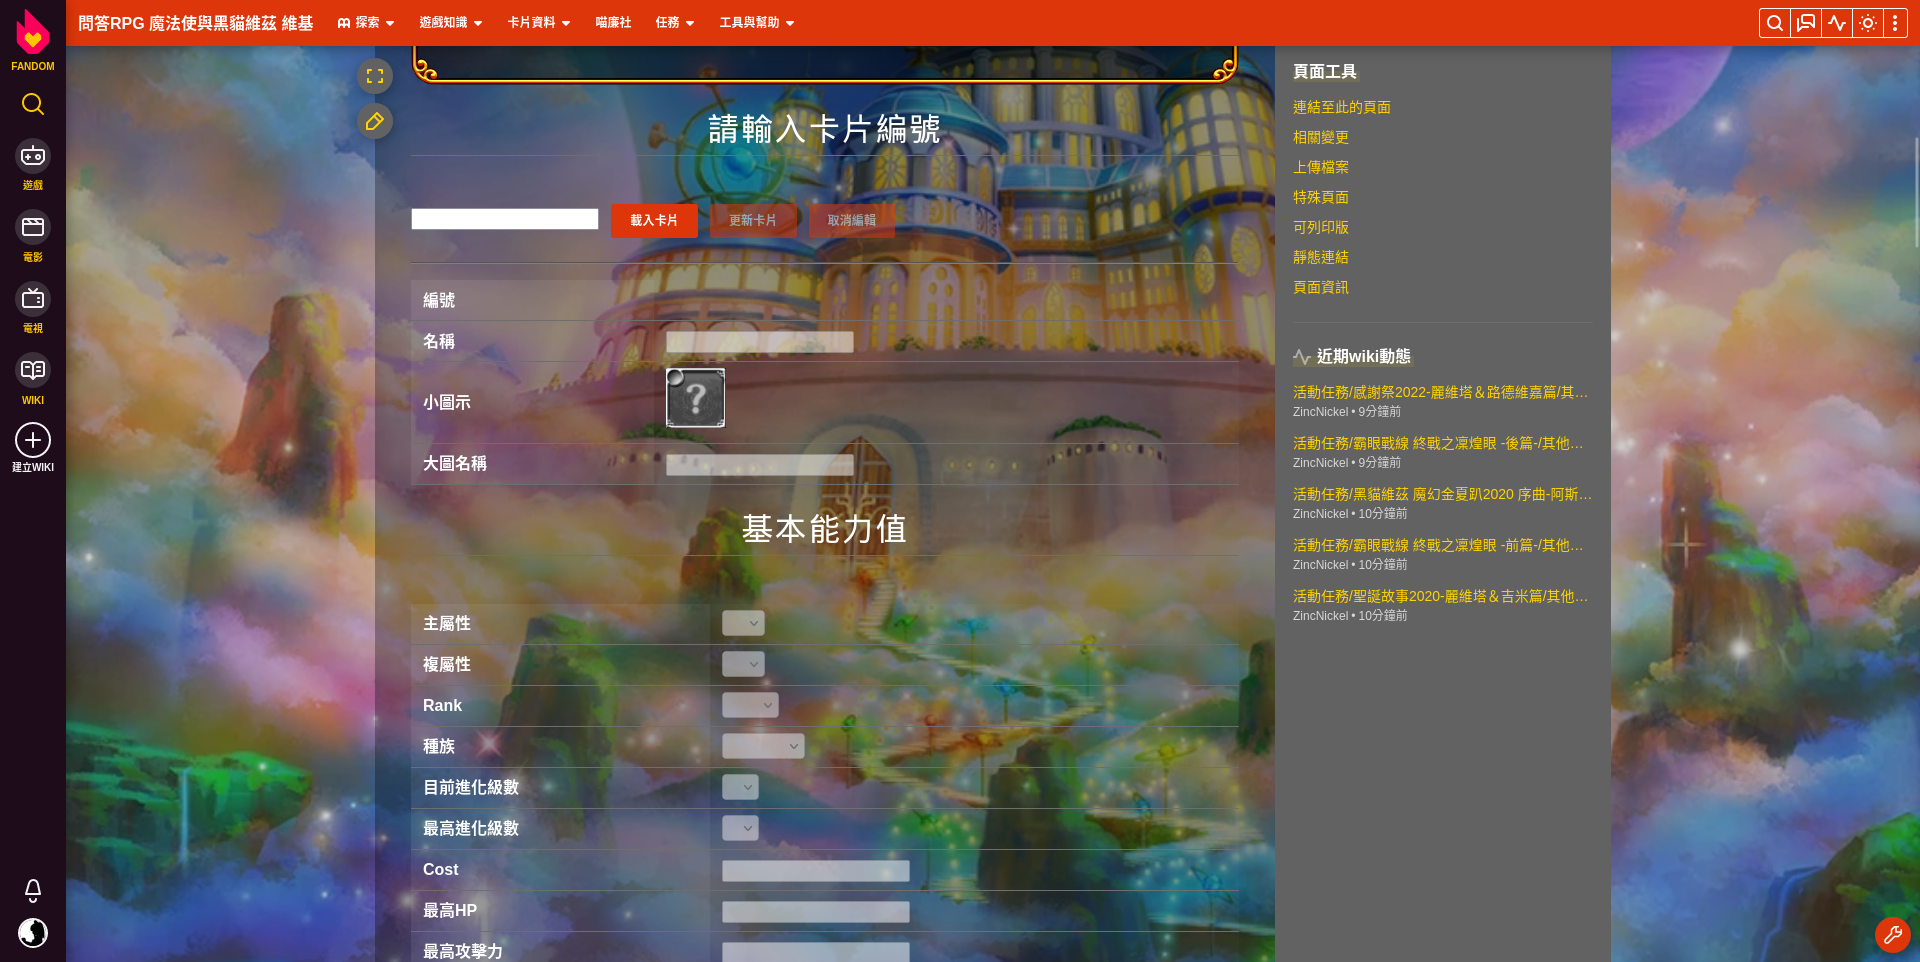 問答RPG 魔法使與黑貓維茲 維基
探索
遊戲知識
卡片資料
喵廉社
任務
工具與幫助
FANDOM
遊戲
電影
電視
WIKI
建立WIKI
請輸入卡片編號
載入卡片
更新卡片
取消編輯
編號
名稱
小圖示
?
大圖名稱
基本能力值
主屬性
複屬性
Rank
種族
目前進化級數
最高進化級數
Cost
最高HP
最高攻擊力
頁面工具
連結至此的頁面
相關變更
上傳檔案
特殊頁面
可列印版
靜態連結
頁面資訊
近期wiki動態
活動任務/感謝祭2022-麗維塔＆路德維嘉篇/其…
ZincNickel • 9分鐘前
活動任務/霸眼戰線 終戰之凜煌眼 -後篇-/其他…
ZincNickel • 9分鐘前
活動任務/黑貓維茲 魔幻金夏趴2020 序曲-阿斯…
ZincNickel • 10分鐘前
活動任務/霸眼戰線 終戰之凜煌眼 -前篇-/其他…
ZincNickel • 10分鐘前
活動任務/聖誕故事2020-麗維塔＆吉米篇/其他…
ZincNickel • 10分鐘前